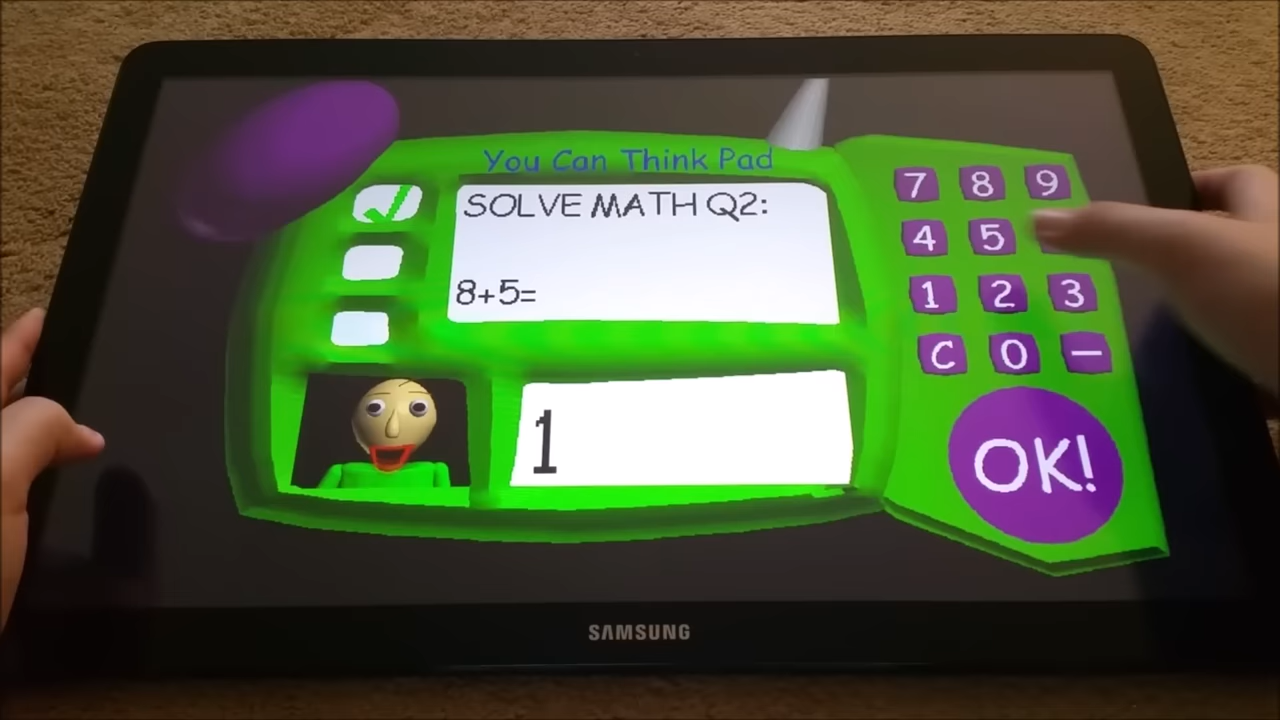 You Can Think Pad
SOLVE MATH Q2:
8+5=
1
7 8 9
4 5
1 2 3
C 0 −
OK!
SAMSUNG